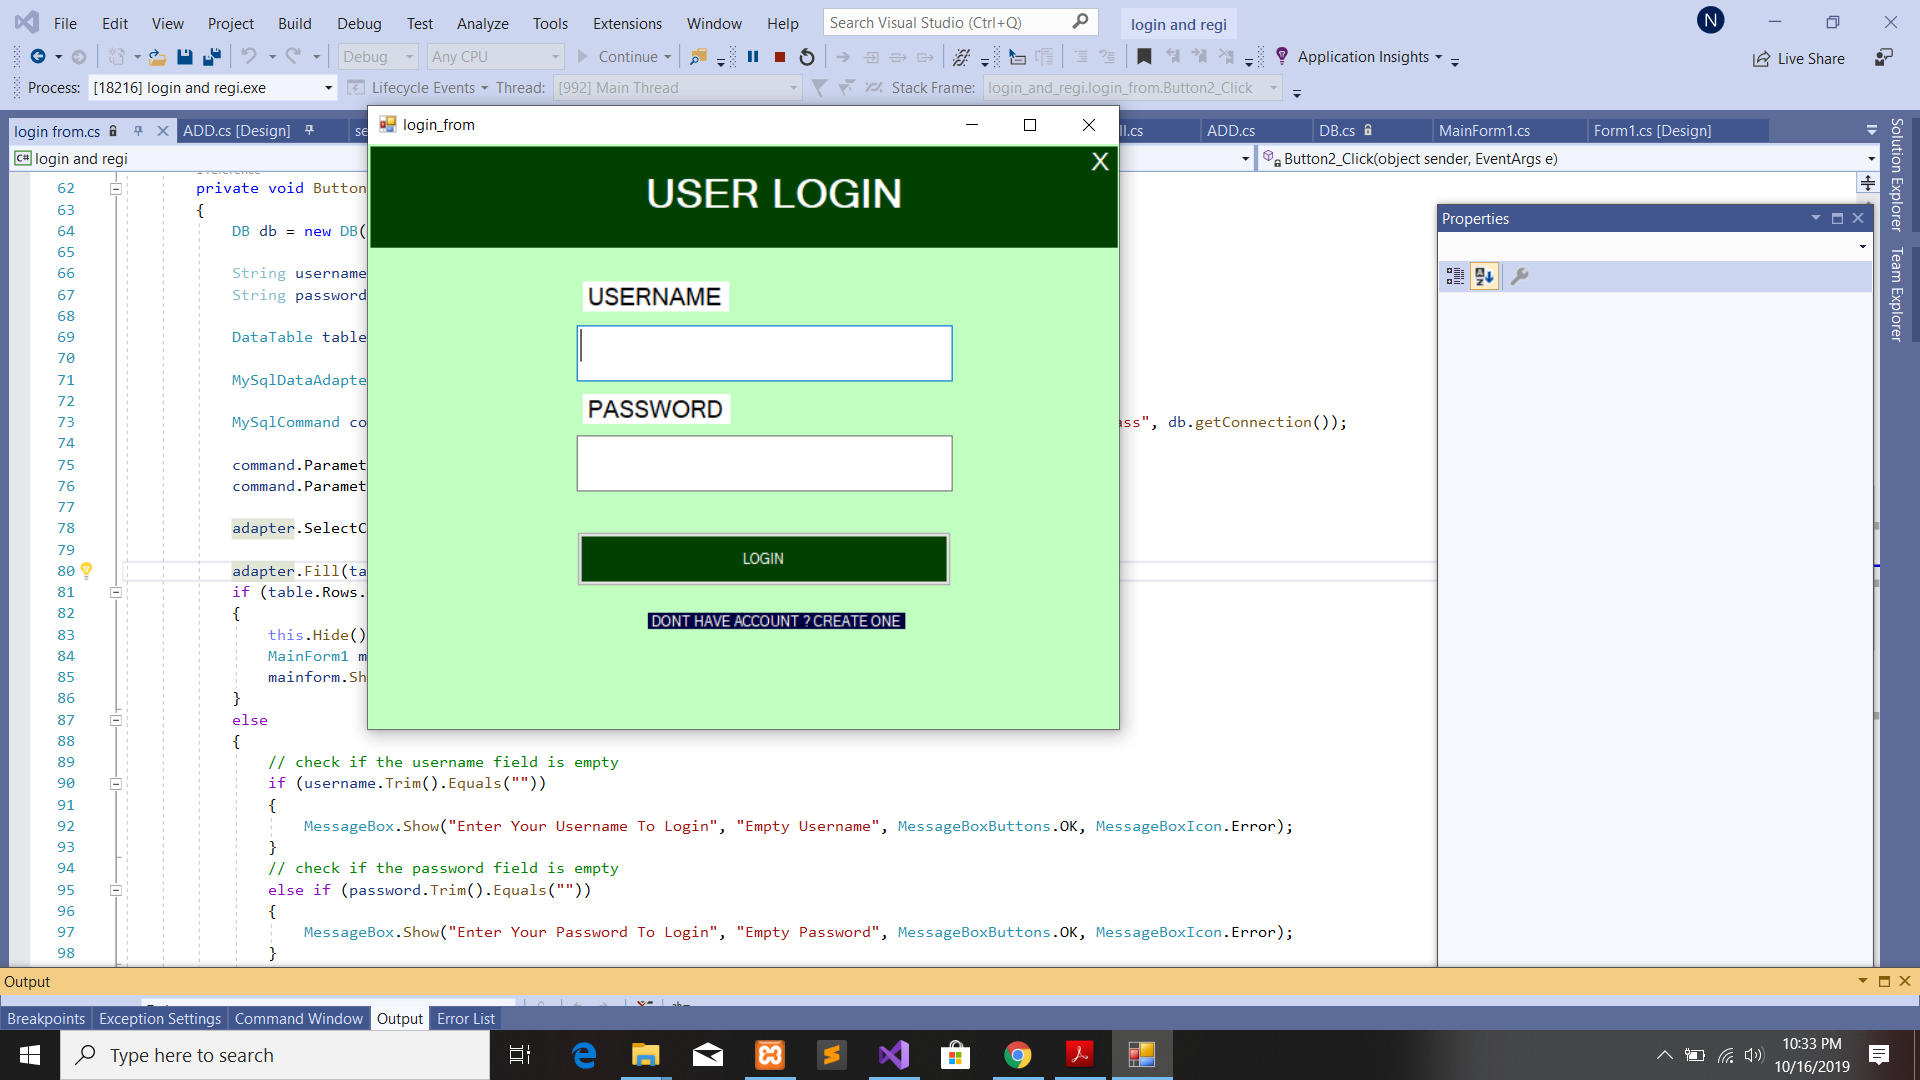 File Edit View Project Build Debug Test Analyze Tools Extensions Window Help Search Visual Studio (Ctrl+Q) login and regi N
Debug Any CPU Continue Application Insights Live Share
Process: [18216] login and regi.exe Lifecycle Events Thread: [992] Main Thread Stack Frame: login_and_regi.login_from.Button2_Click
login from.cs ADD.cs [Design] ADD.cs DB.cs MainForm1.cs Form1.cs [Design]
login and regi Button2_Click(object sender, EventArgs e)
login_from
X
USER LOGIN
USERNAME
PASSWORD
LOGIN
DONT HAVE ACCOUNT ? CREATE ONE
62 private void Button
63 {
64 DB db = new DB(
65
66 String username
67 String password
68
69 DataTable table
70
71 MySqlDataAdapte
72
73 MySqlCommand co ass", db.getConnection());
74
75 command.Paramet
76 command.Paramet
77
78 adapter.SelectC
79
80 adapter.Fill(ta
81 if (table.Rows.
82 {
83 this.Hide()
84 MainForm1 m
85 mainform.Sh
86 }
87 else
88 {
89 // check if the username field is empty
90 if (username.Trim().Equals(""))
91 {
92 MessageBox.Show("Enter Your Username To Login", "Empty Username", MessageBoxButtons.OK, MessageBoxIcon.Error);
93 }
94 // check if the password field is empty
95 else if (password.Trim().Equals(""))
96 {
97 MessageBox.Show("Enter Your Password To Login", "Empty Password", MessageBoxButtons.OK, MessageBoxIcon.Error);
98 }
Properties
Solution Explorer
Team Explorer
Output
Breakpoints Exception Settings Command Window Output Error List
Type here to search
10:33 PM
10/16/2019